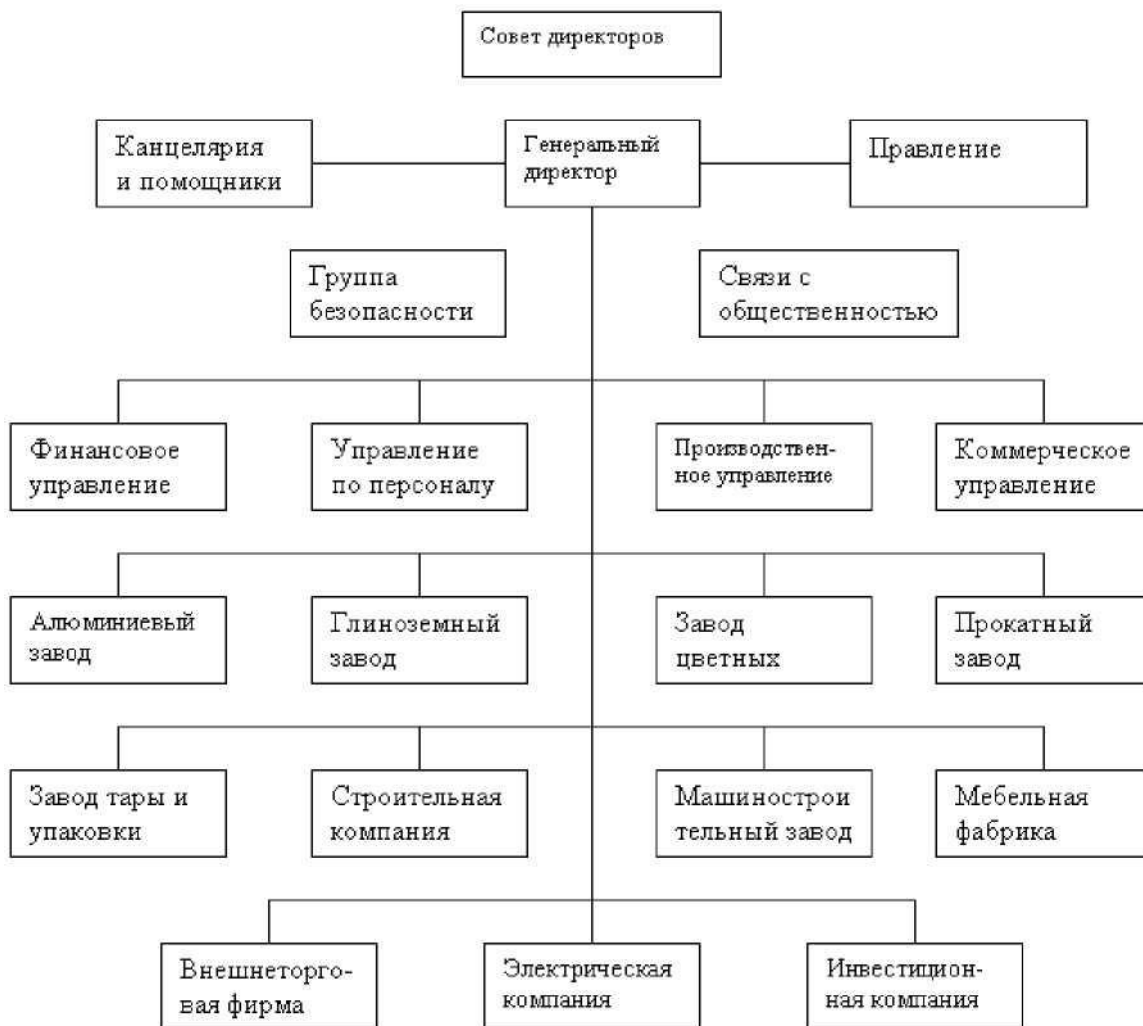 Совет директоров
Канцелярия
и помощники
Генеральный
директор
Правление
Группа
безопасности
Связи с
общественностью
Финансовое
управление
Управление
по персоналу
Производствен-
ное управление
Коммерческое
управление
Алюминиевый
завод
Глиноземный
завод
Завод
цветных
Прокатный
завод
Завод тары и
упаковки
Строительная
компания
Машинострои
тельный завод
Мебельная
фабрика
Внешнеторго-
вая фирма
Электрическая
компания
Инвестицион-
ная компания